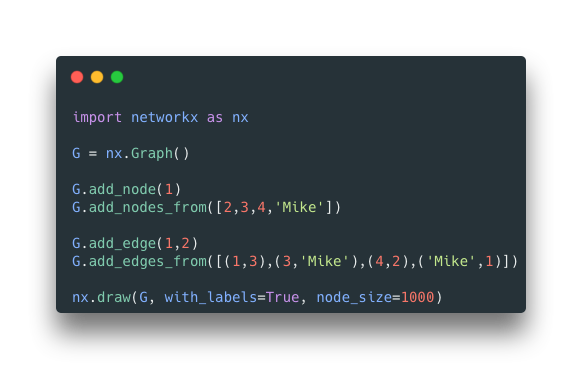 import networkx as nx
G = nx.Graph()
G.add_node(1)
G.add_nodes_from([2,3,4,'Mike'])
G.add_edge(1,2)
G.add_edges_from([(1,3),(3,'Mike'),(4,2),('Mike',1)])
nx.draw(G, with_labels=True, node_size=1000)